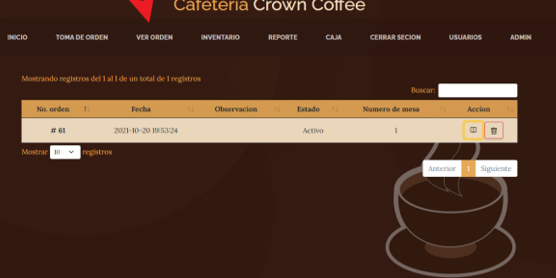 Cafetería Crown Coffee
INICIO TOMA DE ORDEN VER ORDEN INVENTARIO REPORTE CAJA CERRAR SECION USUARIOS ADMIN
Mostrando registros del 1 al 1 de un total de 1 registros
Buscar:
No. orden Fecha Observacion Estado Numero de mesa Accion
# 61 2021-10-20 19:53:24 Activo 1
Mostrar 10 registros
Anterior 1 Siguiente